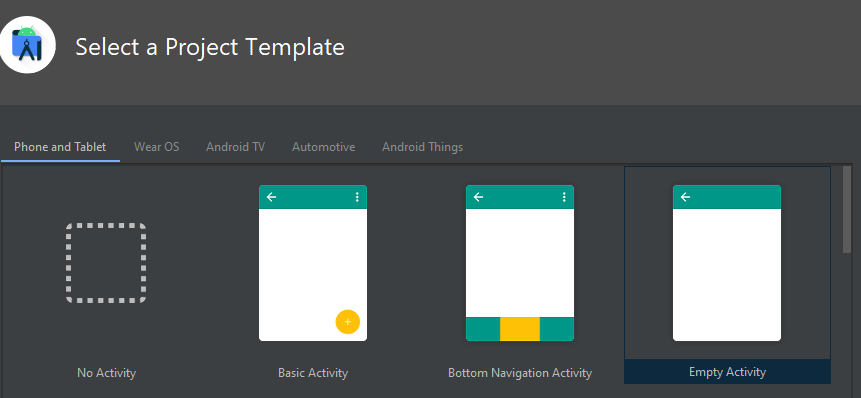 Select a Project Template
Phone and Tablet Wear OS Android TV Automotive Android Things
No Activity Basic Activity Bottom Navigation Activity Empty Activity